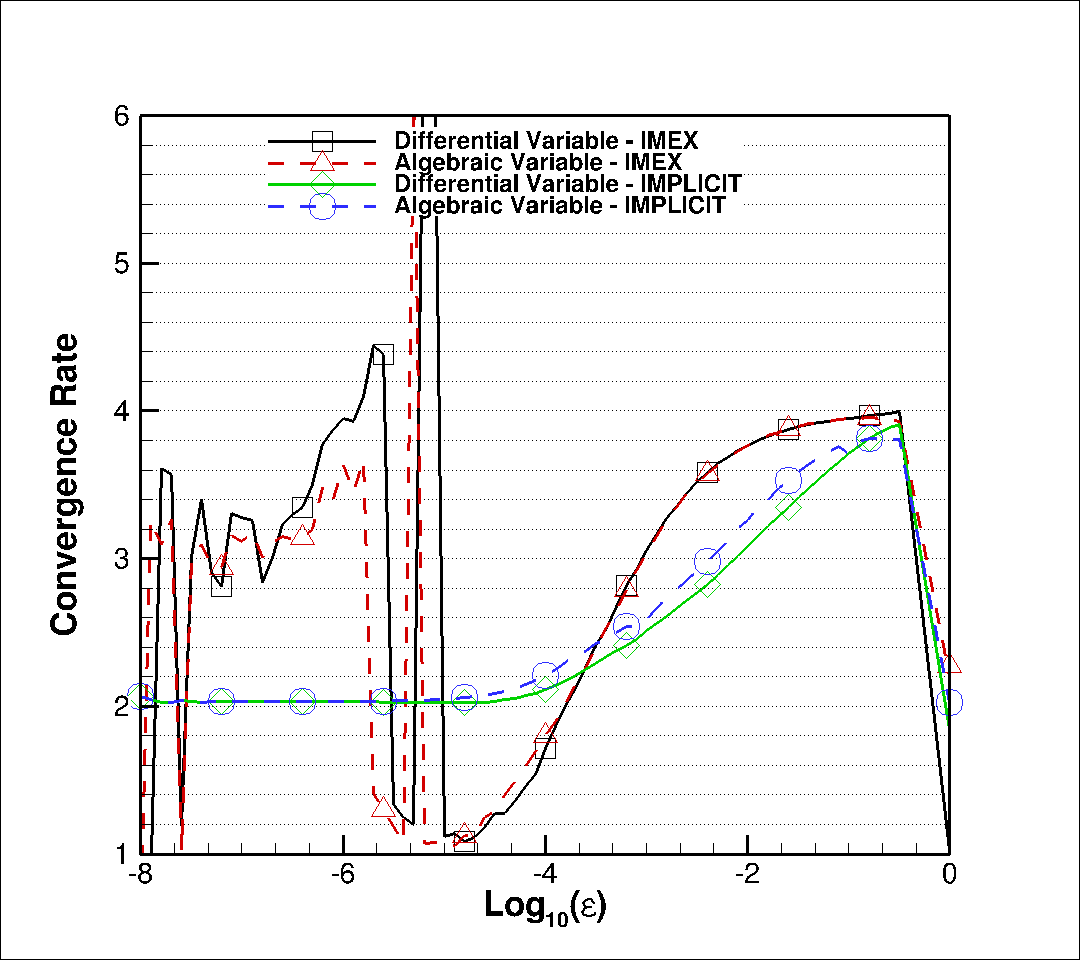 6
Differential Variable - IMEX
Algebraic Variable - IMEX
Differential Variable - IMPLICIT
Algebraic Variable - IMPLICIT
5
4
3
2
1
Convergence Rate
-8 -6 -4 -2 0
Log10(ε)